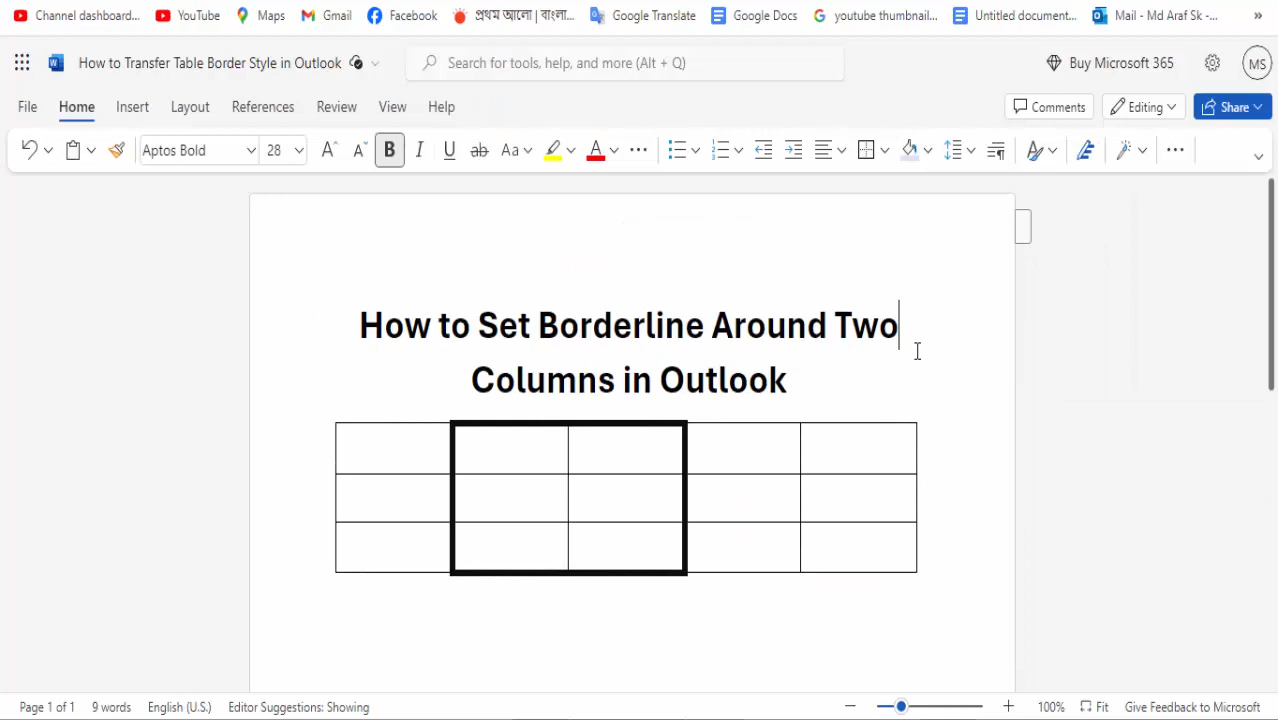 Channel dashboard...
YouTube
Maps
Gmail
Facebook
প্রথম আলো | বাংলা...
Google Translate
Google Docs
youtube thumbnail...
Untitled document...
Mail - Md Araf Sk -...
»
How to Transfer Table Border Style in Outlook
Search for tools, help, and more (Alt + Q)
Buy Microsoft 365
MS
File
Home
Insert
Layout
References
Review
View
Help
Comments
Editing
Share
Aptos Bold
28
A
A
B
I
U
ab
Aa
A
How to Set Borderline Around Two
Columns in Outlook
Page 1 of 1
9 words
English (U.S.)
Editor Suggestions: Showing
100%
Fit
Give Feedback to Microsoft